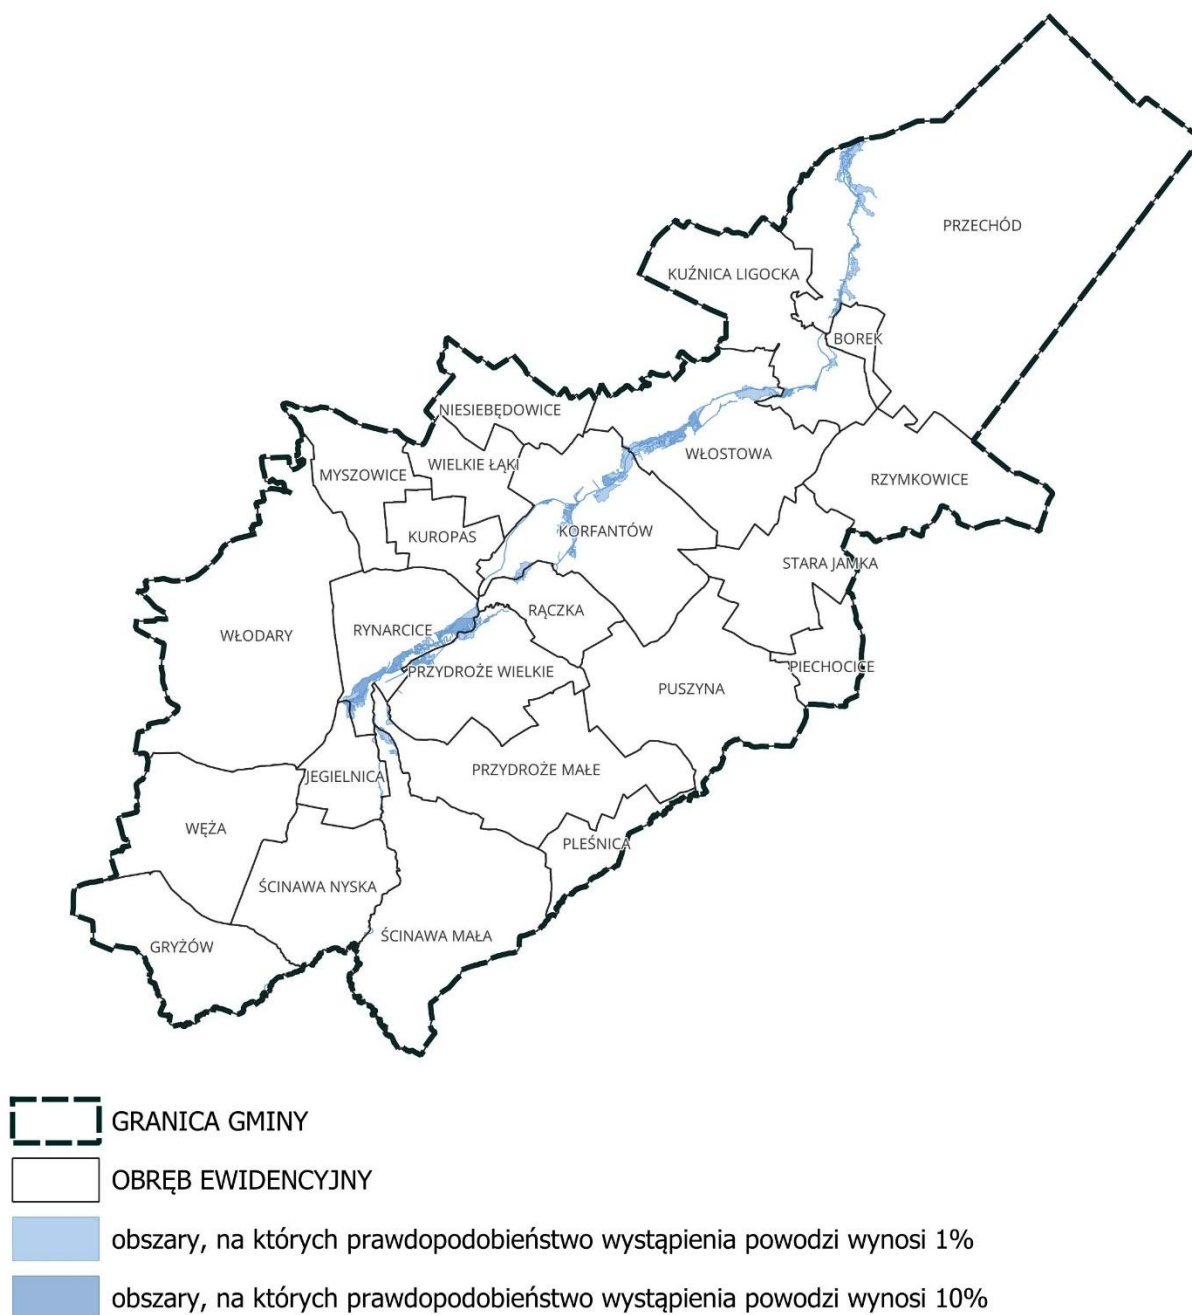 PRZECHÓD
KUŹNICA LIGOCKA
BOREK
NIESIEBĘDOWICE
WŁOSTOWA
WIELKIE ŁĄKI
MYSZOWICE
RZYMKOWICE
KUROPAS
KORFANTÓW
STARA JAMKA
RĄCZKA
RYNARCICE
WŁODARY
PIECHOCICE
PRZYDROŻE WIELKIE
PUSZYNA
PRZYDROŻE MAŁE
JEGIELNICA
WĘŻA
PLEŚNICA
ŚCINAWA NYSKA
ŚCINAWA MAŁA
GRYŻÓW
GRANICA GMINY
OBRĘB EWIDENCYJNY
obszary, na których prawdopodobieństwo wystąpienia powodzi wynosi 1%
obszary, na których prawdopodobieństwo wystąpienia powodzi wynosi 10%